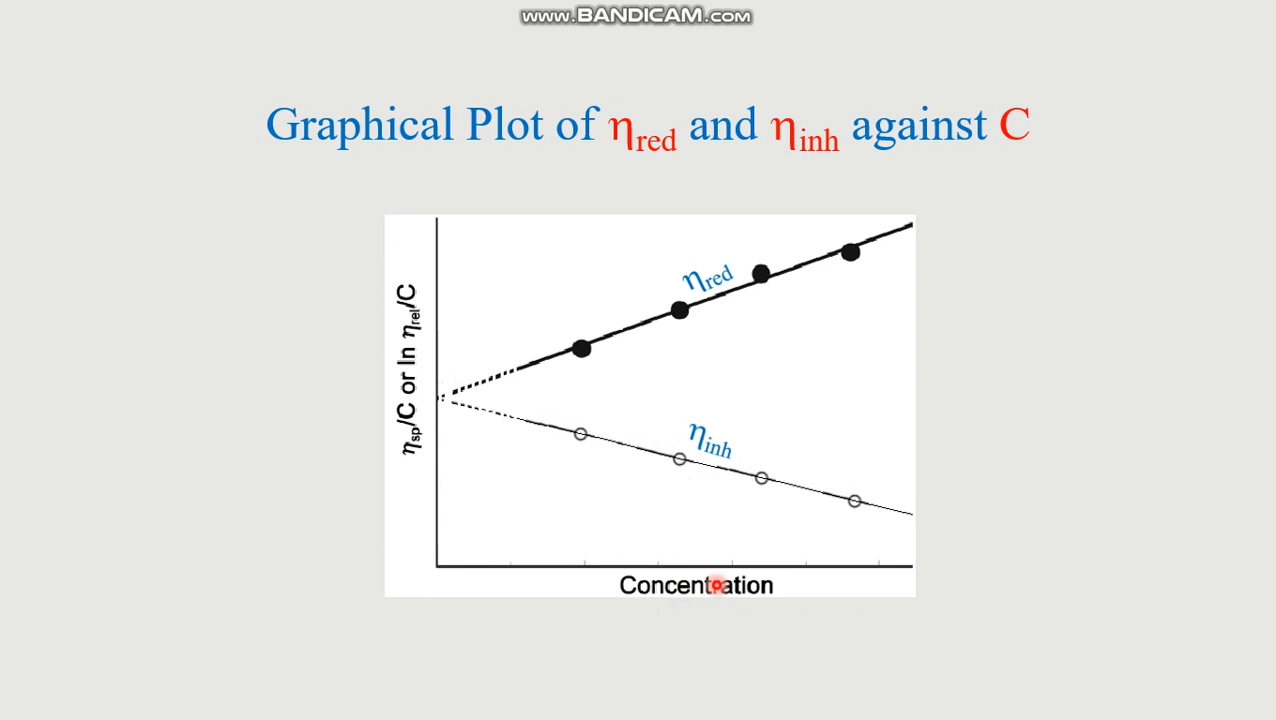 www.BANDICAM.com
Graphical Plot of ηred and ηinh against C
ηred
ηsp/C or ln ηrel/C
ηinh
Concentration